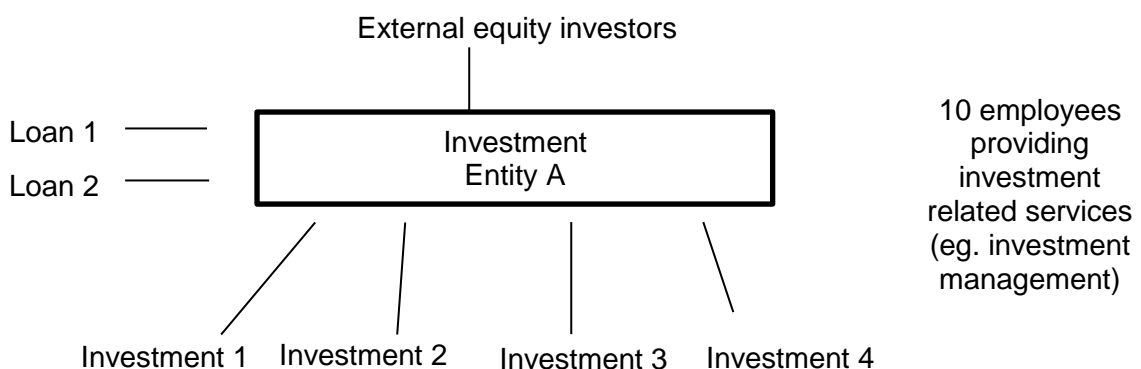 External equity investors
Loan 1
Loan 2
Investment
Entity A
10 employees
providing
investment
related services
(eg. investment
management)
Investment 1
Investment 2
Investment 3
Investment 4